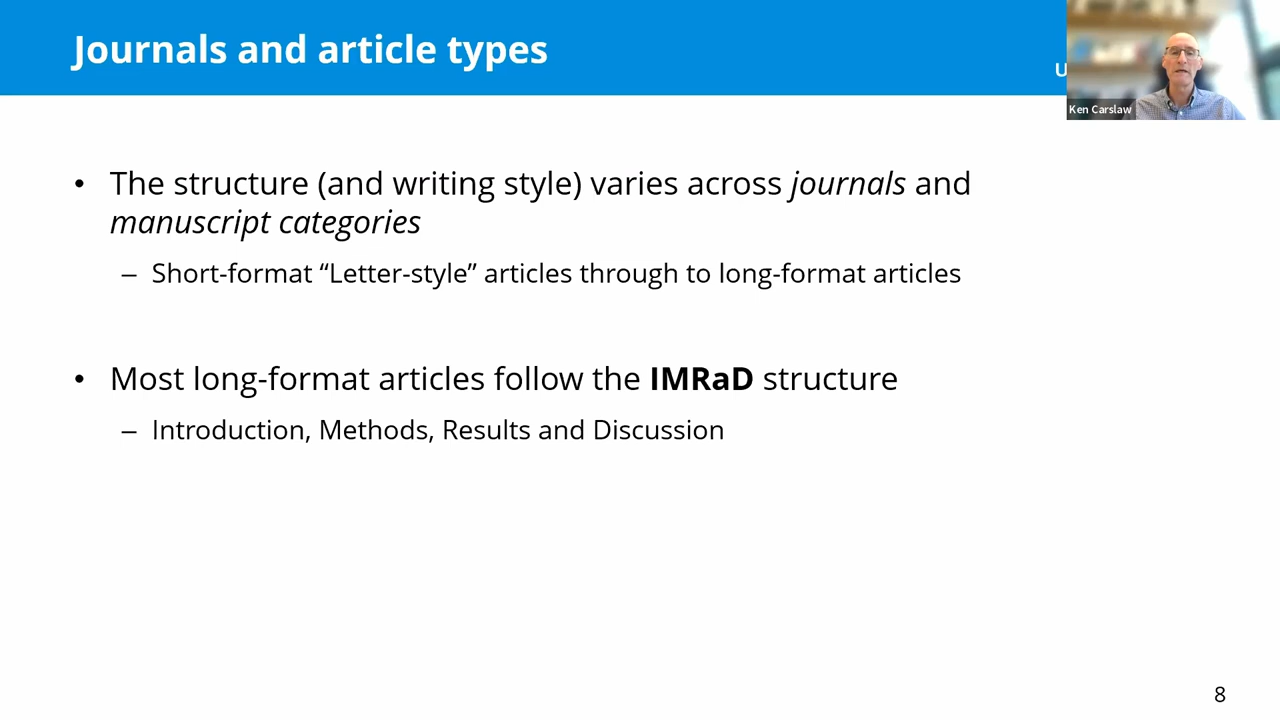 Journals and article types
U
Ken Carslaw
• The structure (and writing style) varies across journals and
manuscript categories
– Short-format “Letter-style” articles through to long-format articles
• Most long-format articles follow the IMRaD structure
– Introduction, Methods, Results and Discussion
8